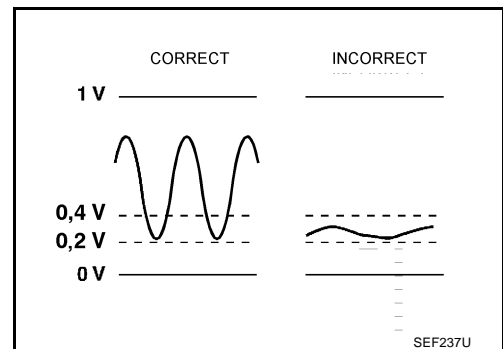 CORRECT INCORRECT
1 V
0,4 V
0,2 V
0 V
SEF237U